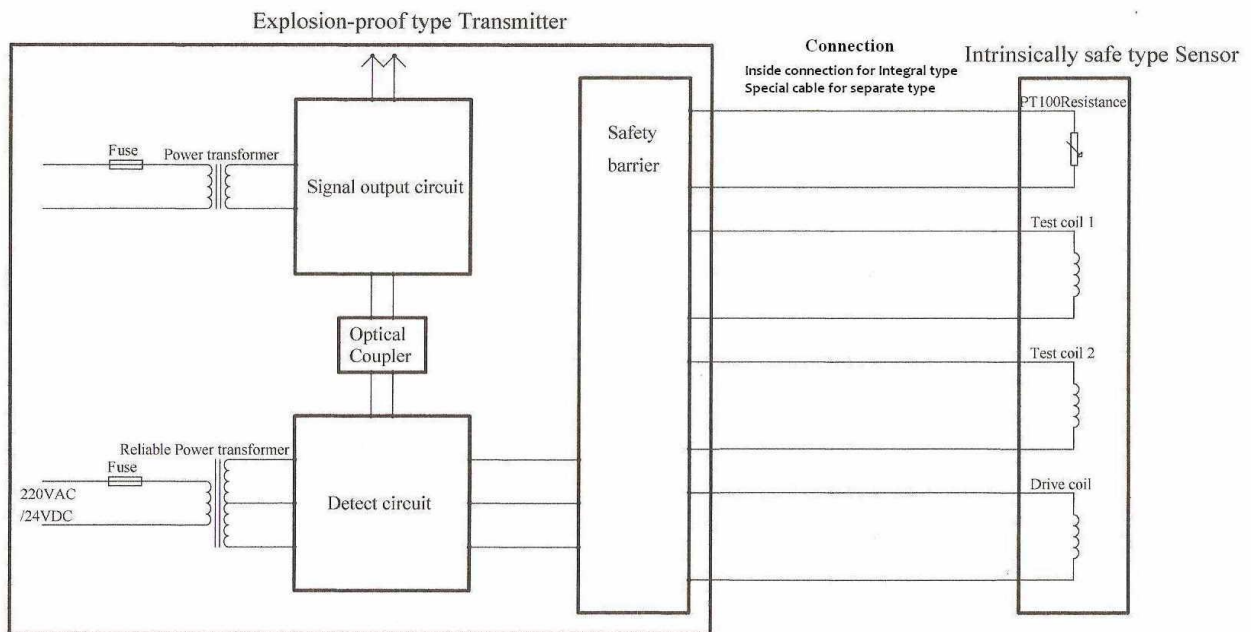 Explosion-proof type Transmitter
Connection
Inside connection for Integral type
Special cable for separate type
Intrinsically safe type Sensor
PT100Resistance
Fuse
Power transformer
Signal output circuit
Safety
barrier
Test coil 1
Optical
Coupler
Test coil 2
Reliable Power transformer
Fuse
220VAC
/24VDC
Detect circuit
Drive coil